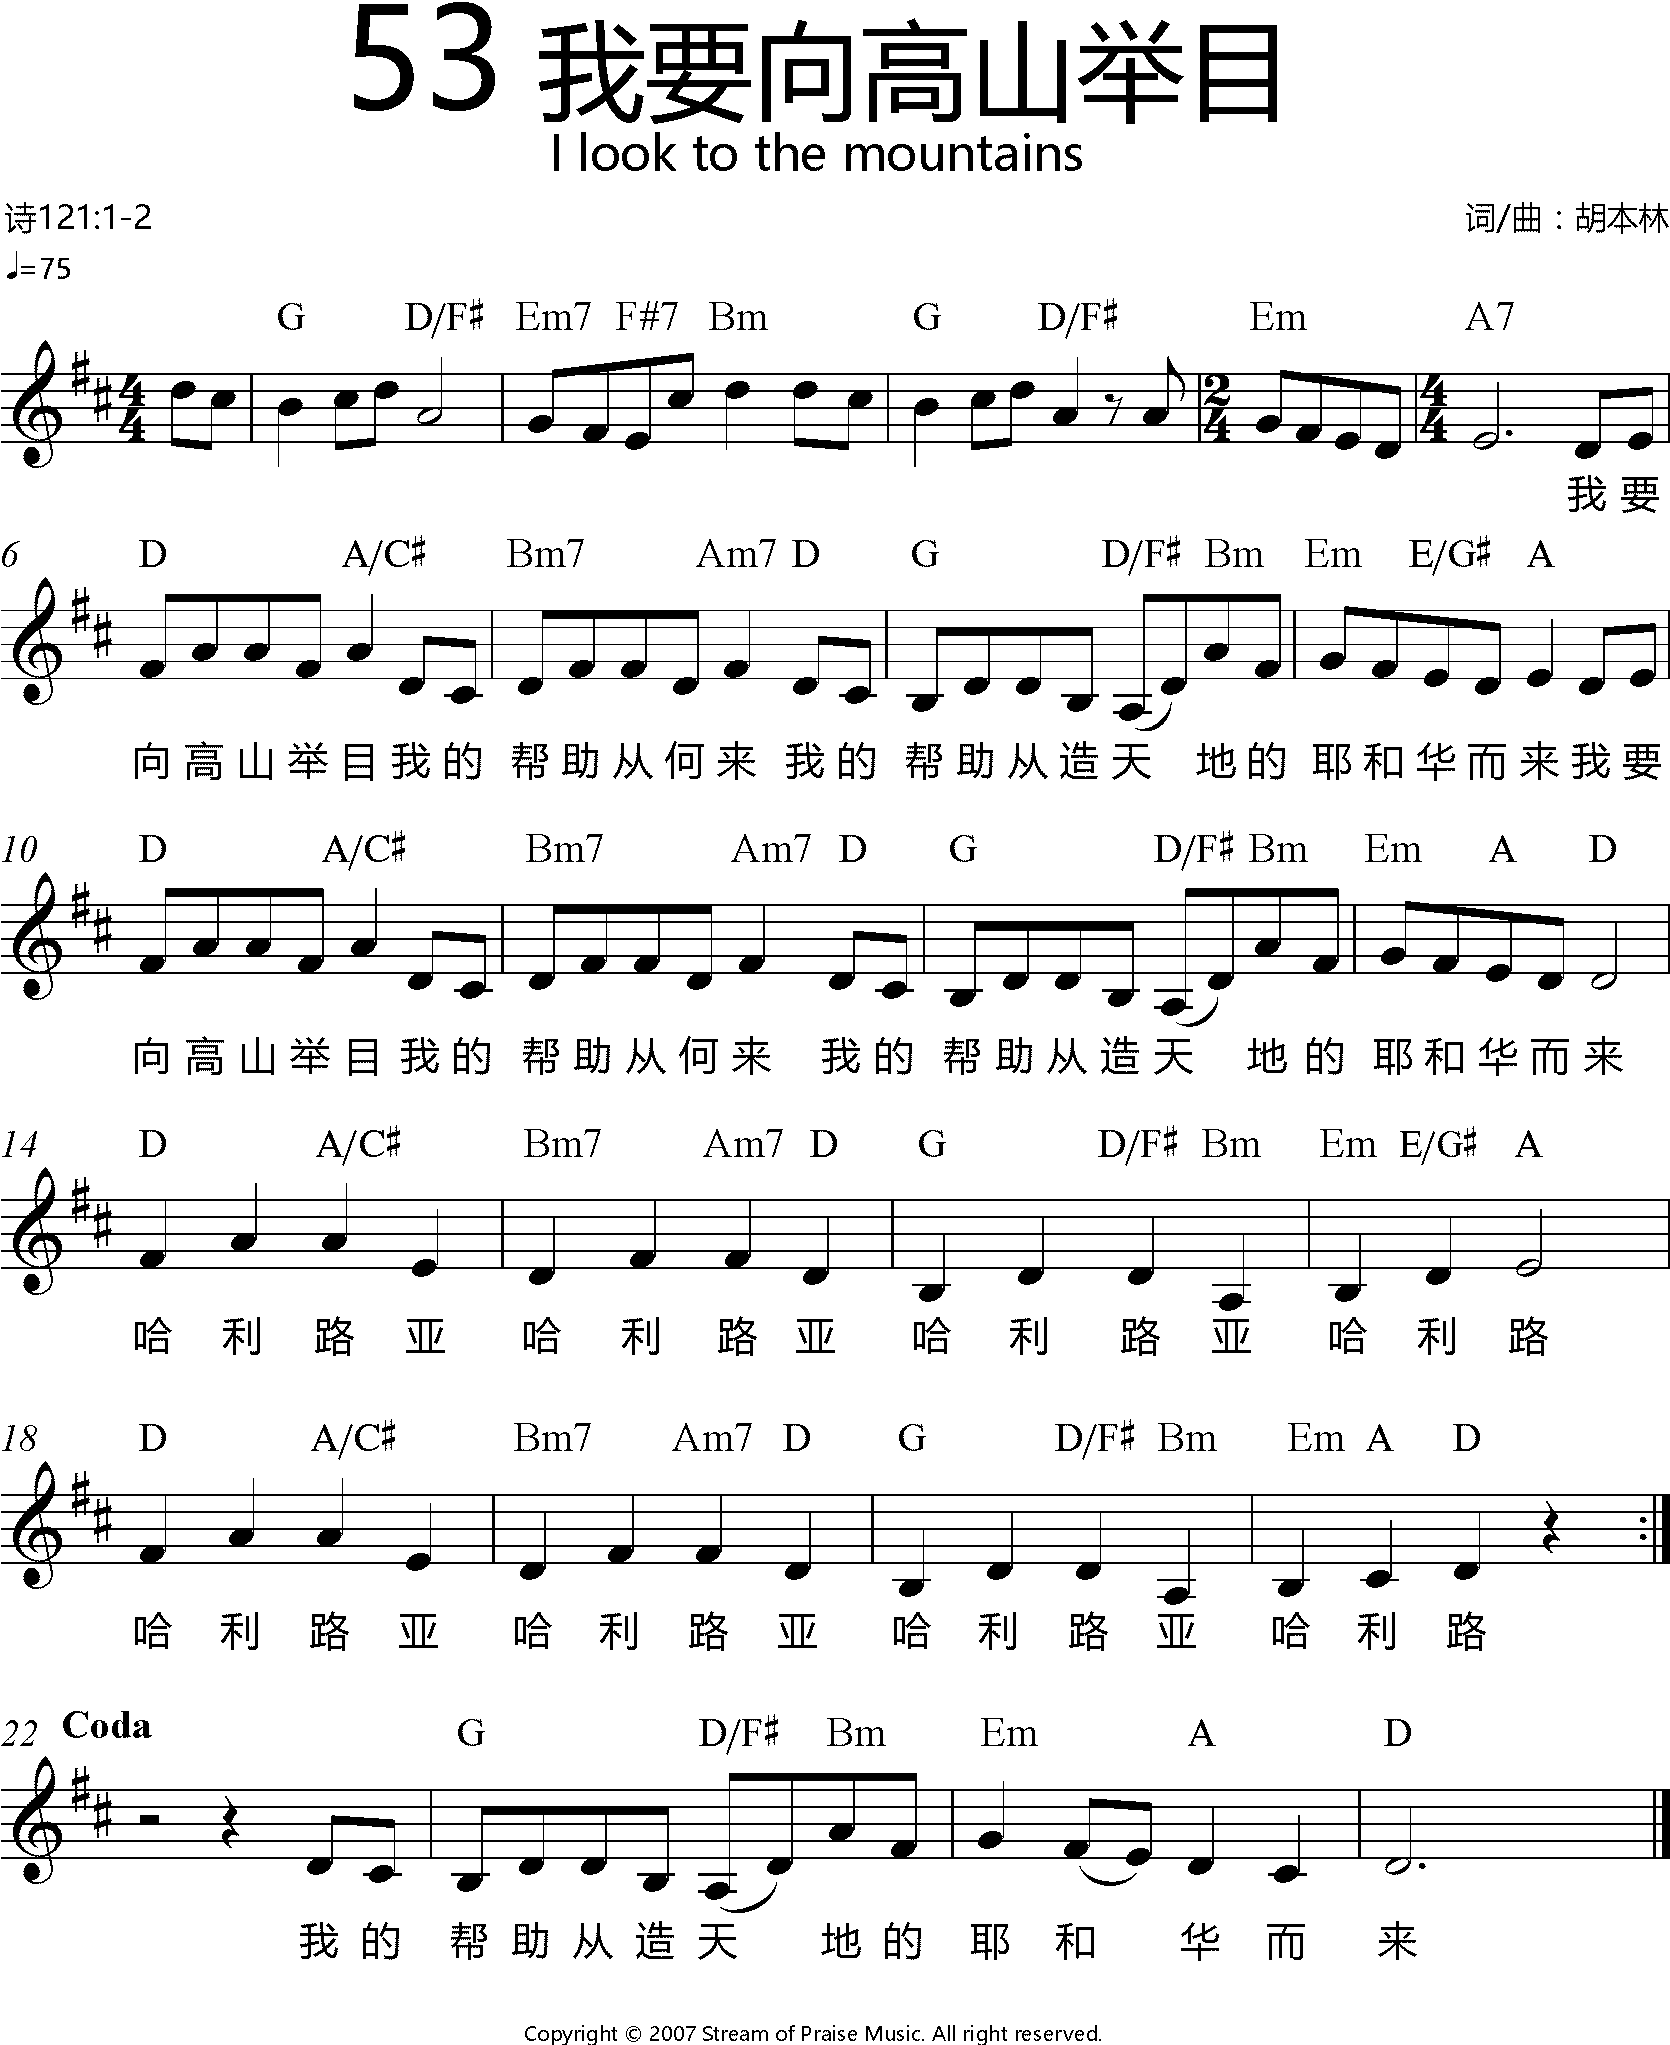 53 我要向高山举目
I look to the mountains
诗121:1-2 词/曲：胡本林
♩=75
G D/F♯ Em7 F#7 Bm G D/F♯ Em A7
4/4 2/4 4/4
我要
6 D A/C♯ Bm7 Am7 D G D/F♯ Bm Em E/G♯ A
向高山举目我的 帮助从何来 我的 帮助从造天 地的 耶和华而来我要
10 D A/C♯ Bm7 Am7 D G D/F♯ Bm Em A D
向高山举目我的 帮助从何来 我的 帮助从造天 地的 耶和华而来
14 D A/C♯ Bm7 Am7 D G D/F♯ Bm Em E/G♯ A
哈利路亚 哈利路亚 哈利路亚 哈利路
18 D A/C♯ Bm7 Am7 D G D/F♯ Bm Em A D
哈利路亚 哈利路亚 哈利路亚 哈利路
22 Coda G D/F♯ Bm Em A D
我的 帮助从造天 地的 耶和 华而来
Copyright © 2007 Stream of Praise Music. All right reserved.